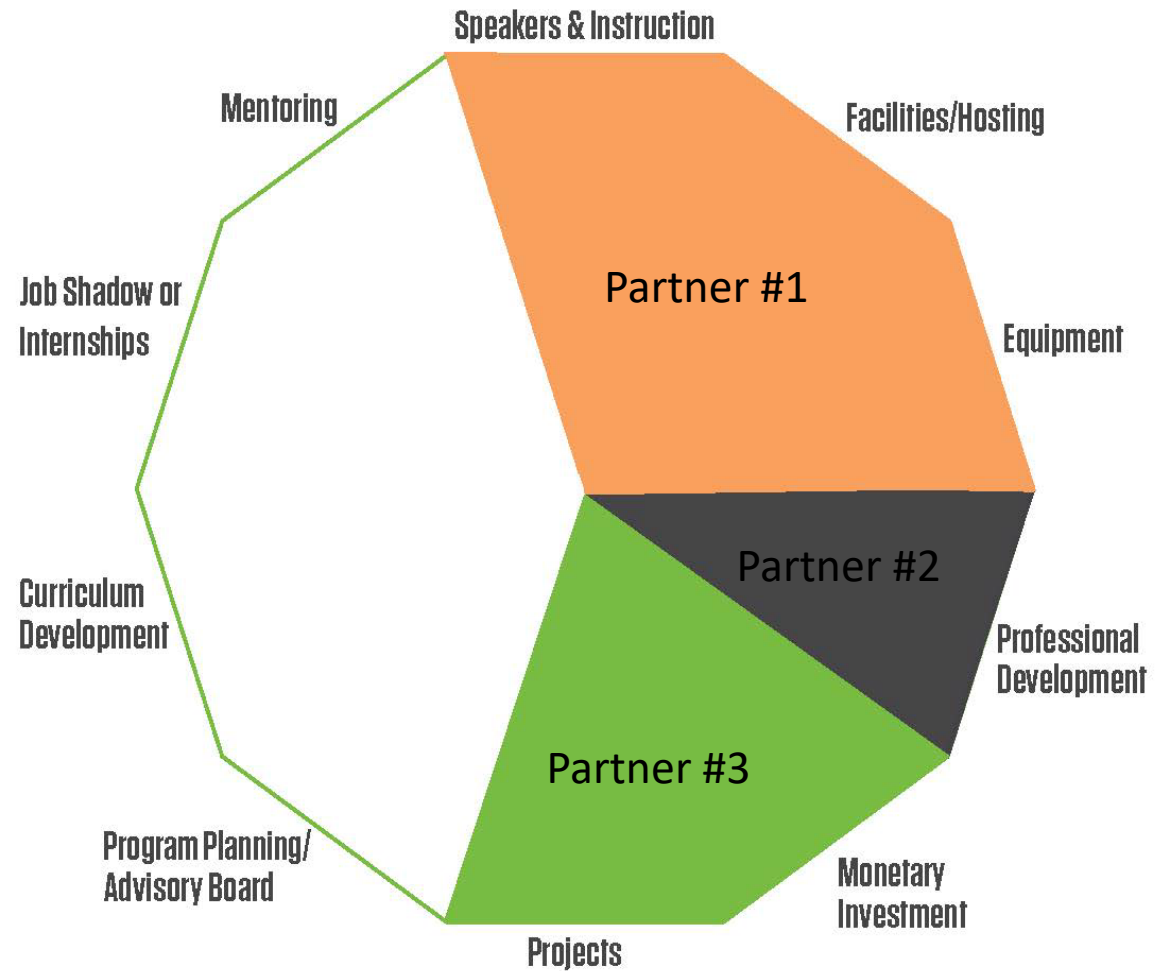 Speakers & Instruction
Mentoring
Facilities/Hosting
Job Shadow or
Internships
Partner #1
Equipment
Partner #2
Curriculum
Development
Professional
Development
Partner #3
Program Planning/
Advisory Board
Monetary
Investment
Projects